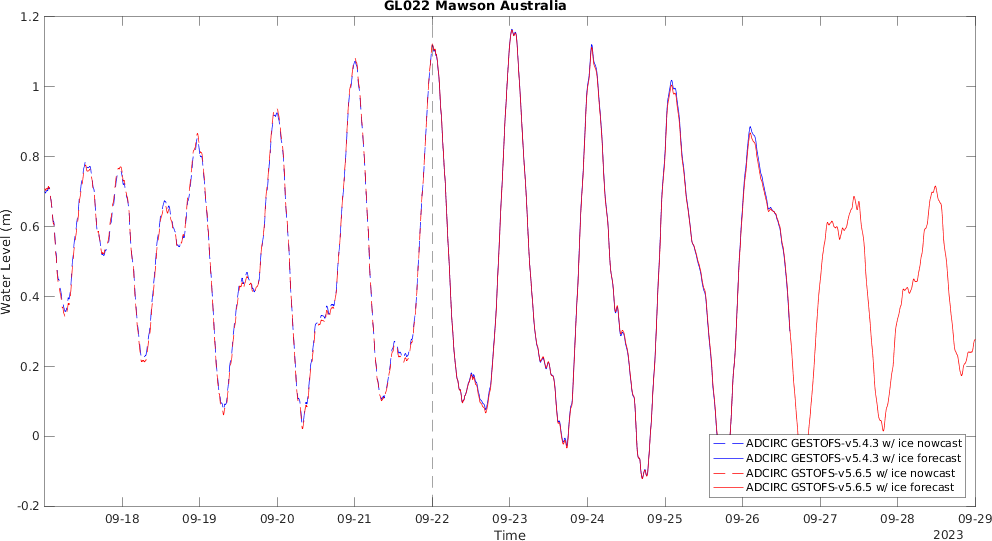 GL022 Mawson Australia
1.2
1
0.8
0.6
0.4
0.2
0
-0.2
Water Level (m)
ADCIRC GESTOFS-v5.4.3 w/ ice nowcast
ADCIRC GESTOFS-v5.4.3 w/ ice forecast
ADCIRC GSTOFS-v5.6.5 w/ ice nowcast
ADCIRC GSTOFS-v5.6.5 w/ ice forecast
09-18 09-19 09-20 09-21 09-22 09-23 09-24 09-25 09-26 09-27 09-28 09-29
Time
2023